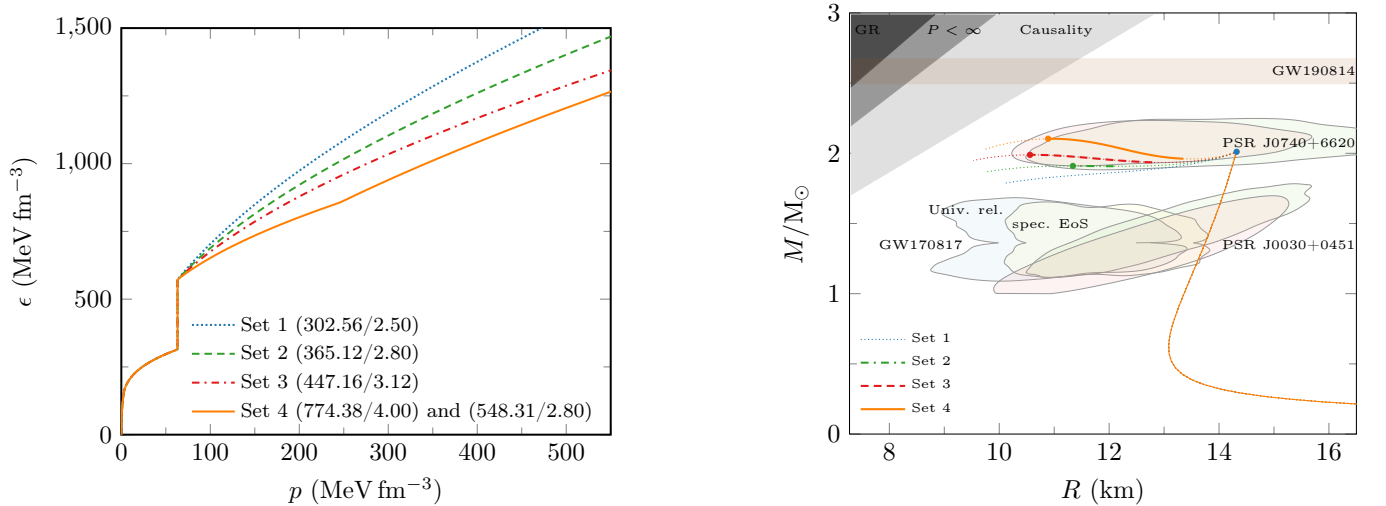 1,500
1,000
500
0
ϵ (MeV fm⁻³)
Set 1 (302.56/2.50)
Set 2 (365.12/2.80)
Set 3 (447.16/3.12)
Set 4 (774.38/4.00) and (548.31/2.80)
0 100 200 300 400 500
p (MeV fm⁻³)
3
2
1
0
M/M⊙
GR P < ∞ Causality
GW190814
PSR J0740+6620
Univ. rel.
spec. EoS
GW170817 PSR J0030+0451
Set 1
Set 2
Set 3
Set 4
8 10 12 14 16
R (km)